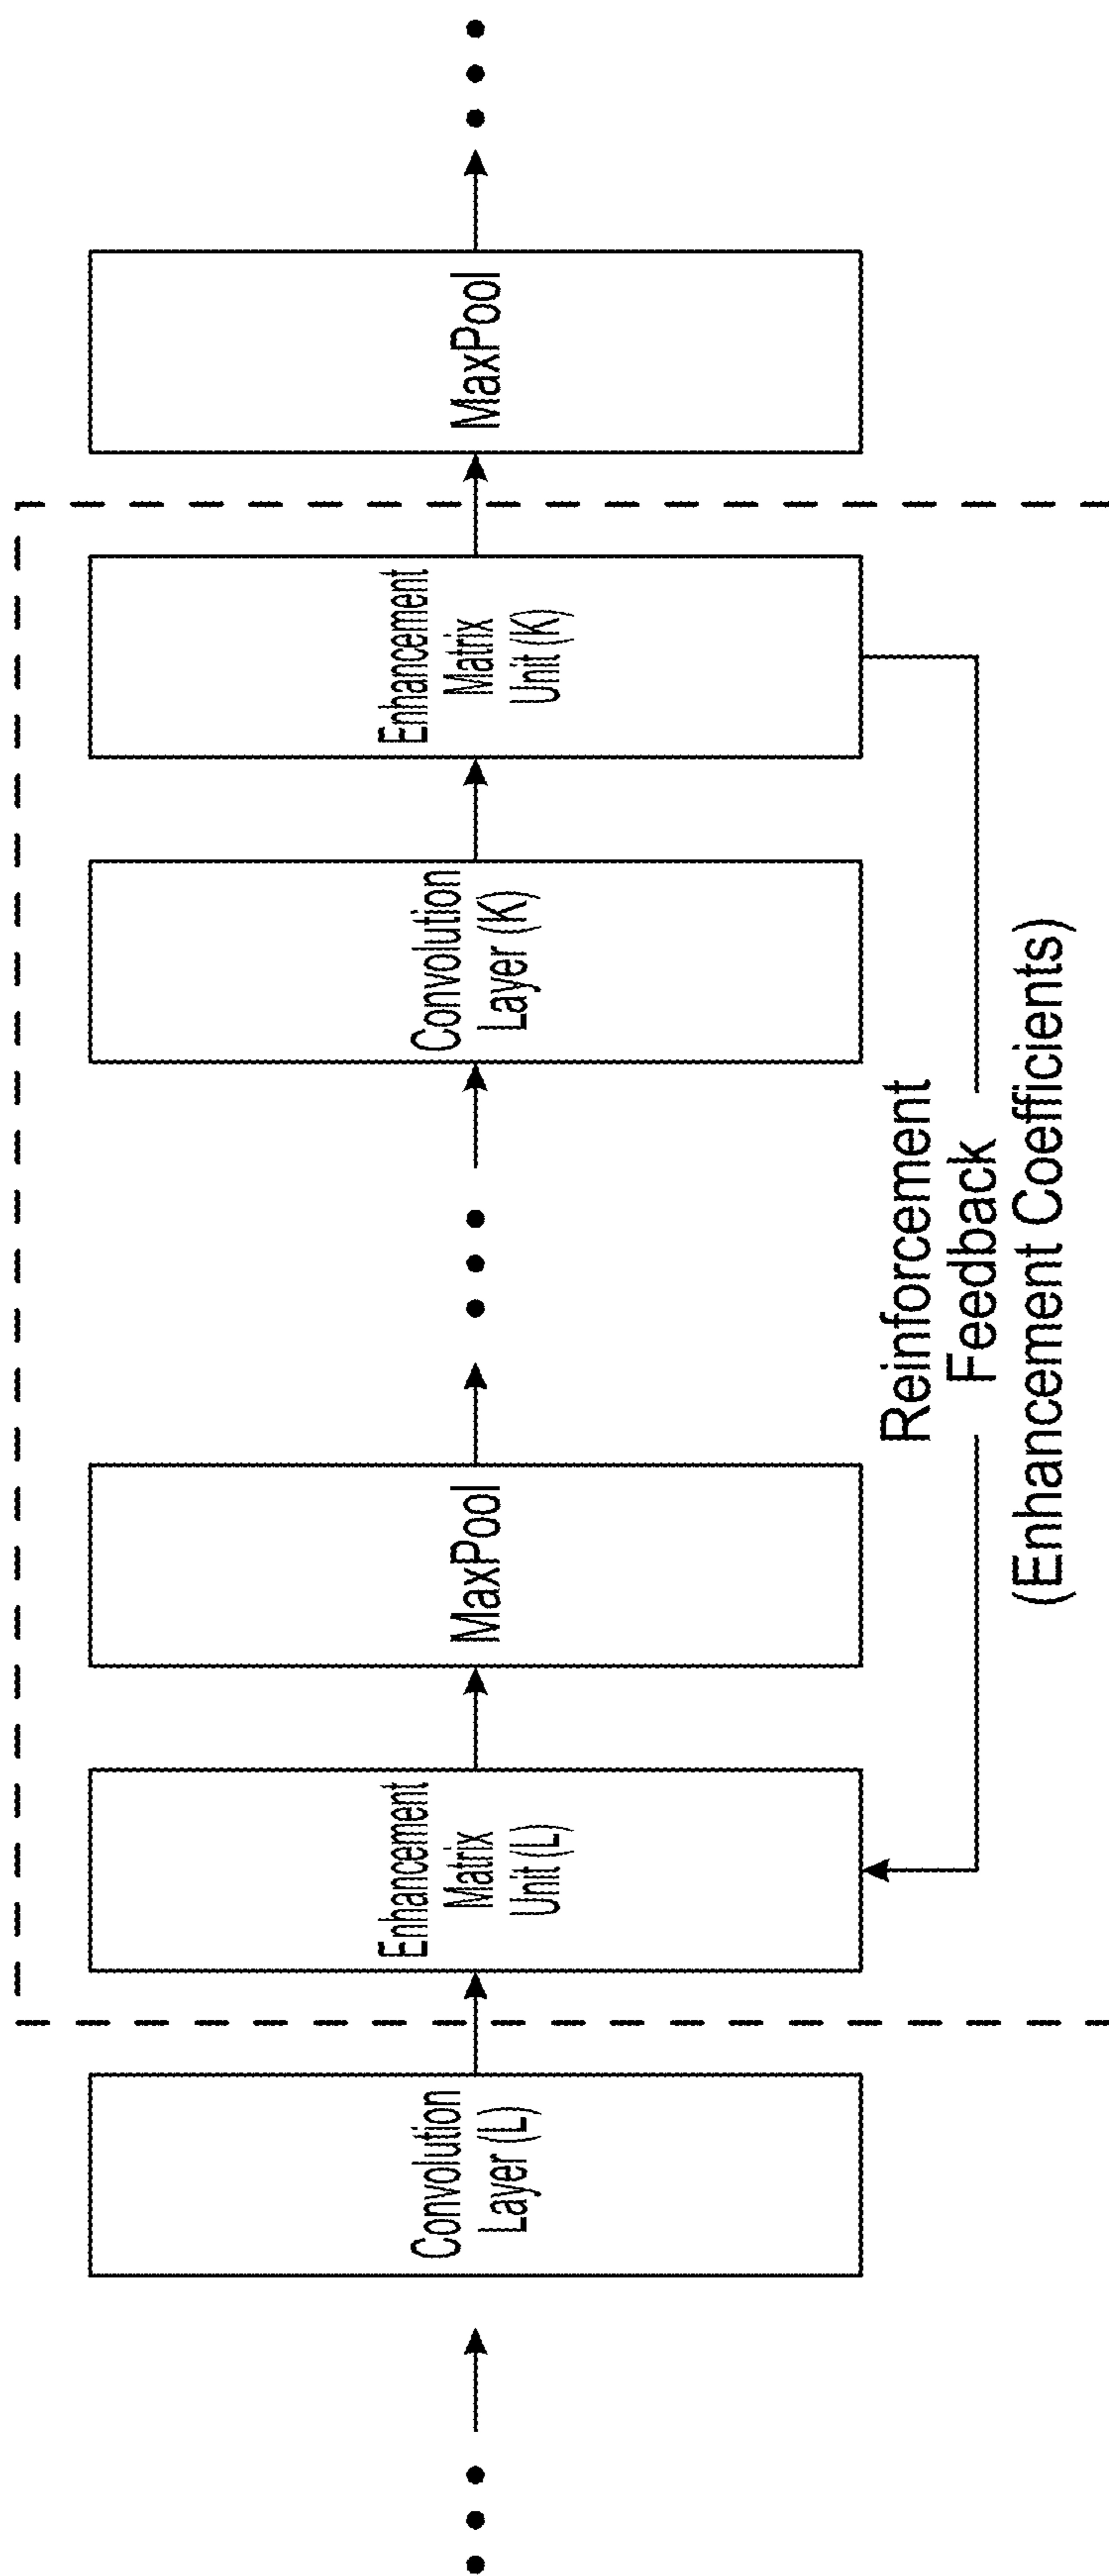 Convolution
Layer (L)
Enhancement
Matrix
Unit (L)
MaxPool
Convolution
Layer (K)
Enhancement
Matrix
Unit (K)
MaxPool
Reinforcement
Feedback
(Enhancement Coefficients)